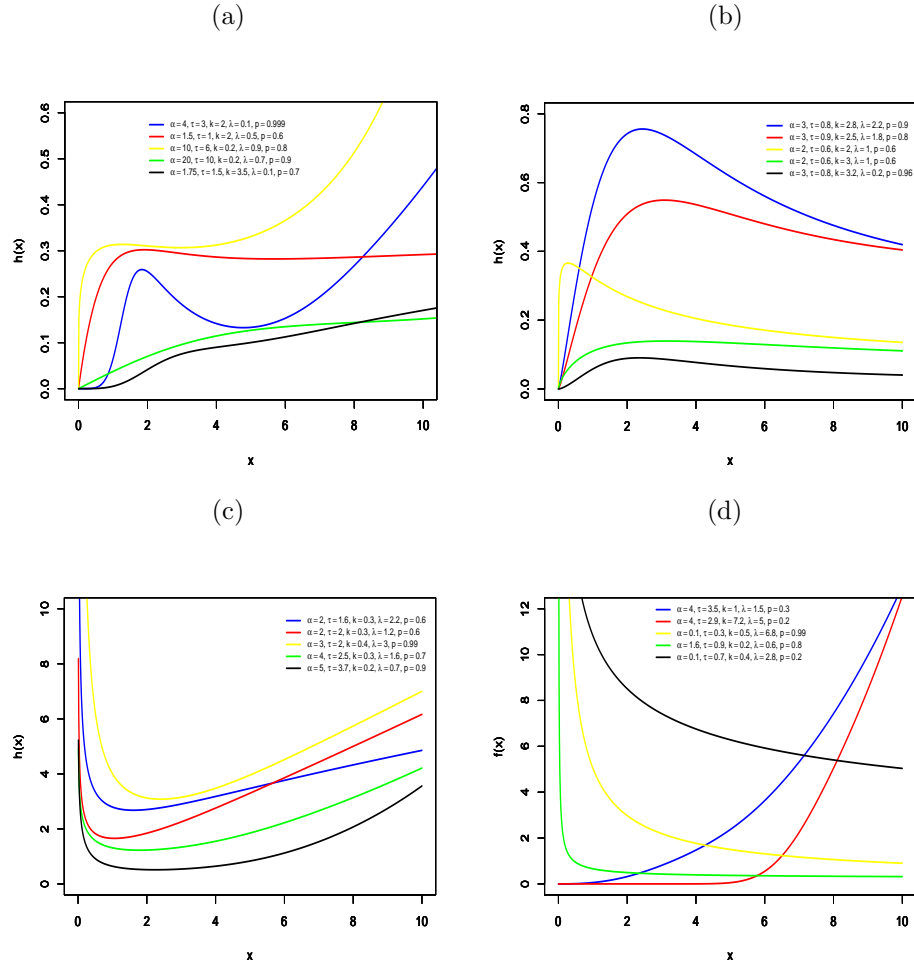 (a)
h(x)
0.0 0.1 0.2 0.3 0.4 0.5 0.6
α = 4, τ = 3, k = 2, λ = 0.1, p = 0.999
α = 1.5, τ = 1, k = 2, λ = 0.5, p = 0.6
α = 10, τ = 6, k = 0.2, λ = 0.9, p = 0.8
α = 20, τ = 10, k = 0.2, λ = 0.7, p = 0.9
α = 1.75, τ = 1.5, k = 3.5, λ = 0.1, p = 0.7
0 2 4 6 8 10
x
(b)
h(x)
0.0 0.2 0.4 0.6 0.8
α = 3, τ = 0.8, k = 2.8, λ = 2.2, p = 0.9
α = 3, τ = 0.9, k = 2.5, λ = 1.8, p = 0.8
α = 2, τ = 0.6, k = 2, λ = 1, p = 0.6
α = 2, τ = 0.6, k = 3, λ = 1, p = 0.6
α = 3, τ = 0.8, k = 3.2, λ = 0.2, p = 0.96
0 2 4 6 8 10
x
(c)
h(x)
0 2 4 6 8 10
α = 2, τ = 1.6, k = 0.3, λ = 2.2, p = 0.6
α = 2, τ = 2, k = 0.3, λ = 1.2, p = 0.6
α = 3, τ = 2, k = 0.4, λ = 3, p = 0.99
α = 4, τ = 2.5, k = 0.3, λ = 1.6, p = 0.7
α = 5, τ = 3.7, k = 0.2, λ = 0.7, p = 0.9
0 2 4 6 8 10
x
(d)
f(x)
0 2 4 6 8 10 12
α = 4, τ = 3.5, k = 1, λ = 1.5, p = 0.3
α = 4, τ = 2.9, k = 7.2, λ = 5, p = 0.2
α = 0.1, τ = 0.3, k = 0.5, λ = 6.8, p = 0.99
α = 1.6, τ = 0.9, k = 0.2, λ = 0.6, p = 0.8
α = 0.1, τ = 0.7, k = 0.4, λ = 2.8, p = 0.2
0 2 4 6 8 10
x